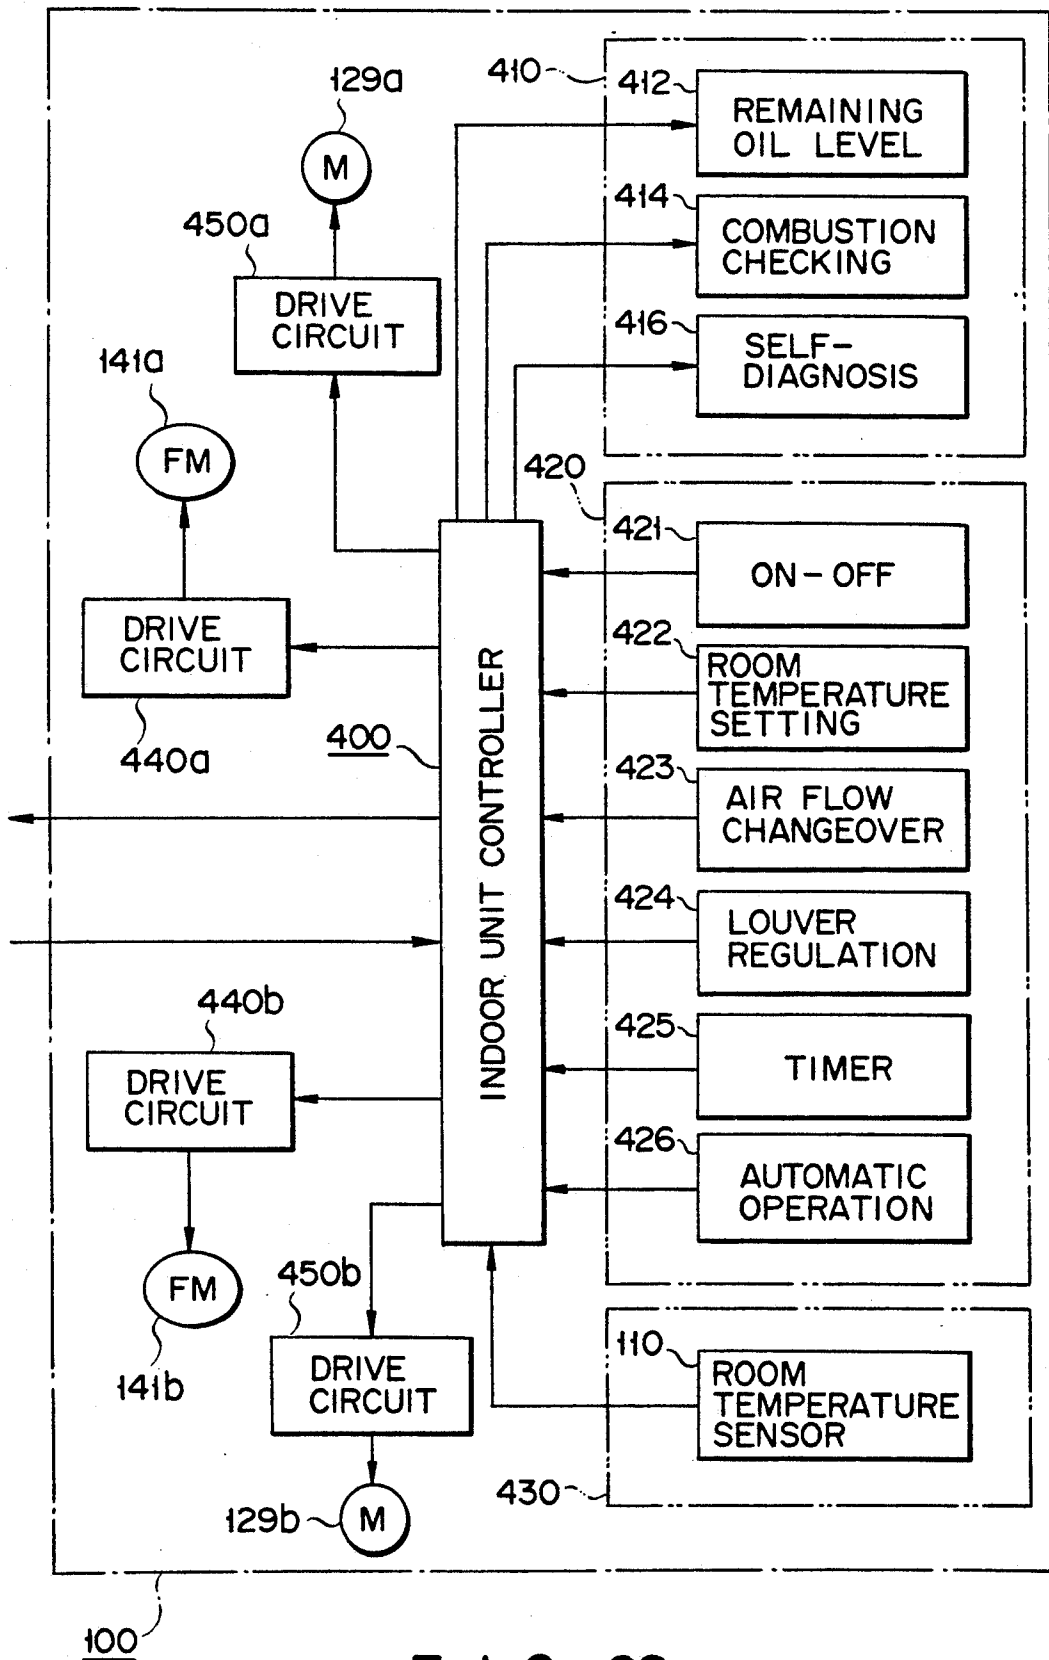 129a
M
450a
DRIVE
CIRCUIT
141a
FM
DRIVE
CIRCUIT
440a
410
412
REMAINING
OIL LEVEL
414
COMBUSTION
CHECKING
416
SELF-
DIAGNOSIS
420
421
ON-OFF
422
ROOM
TEMPERATURE
SETTING
423
AIR FLOW
CHANGEOVER
424
LOUVER
REGULATION
425
TIMER
426
AUTOMATIC
OPERATION
400
INDOOR UNIT CONTROLLER
440b
DRIVE
CIRCUIT
FM
141b
450b
DRIVE
CIRCUIT
129b
M
110
ROOM
TEMPERATURE
SENSOR
430
100